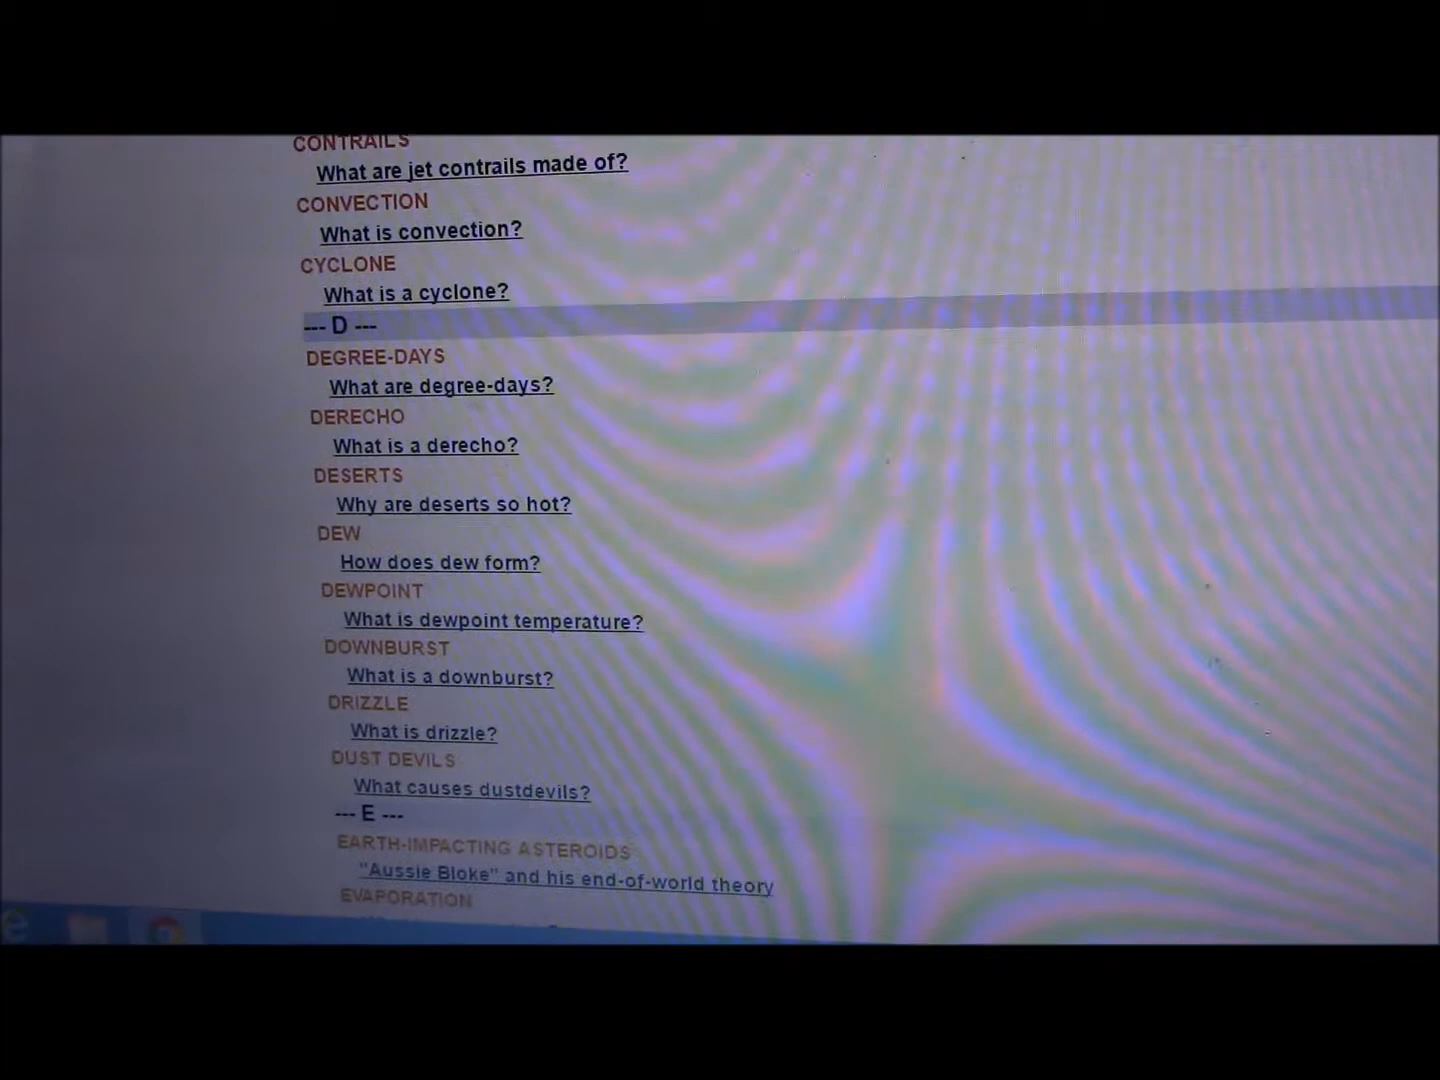 CONTRAILS
What are jet contrails made of?
CONVECTION
What is convection?
CYCLONE
What is a cyclone?
--- D ---
DEGREE-DAYS
What are degree-days?
DERECHO
What is a derecho?
DESERTS
Why are deserts so hot?
DEW
How does dew form?
DEWPOINT
What is dewpoint temperature?
DOWNBURST
What is a downburst?
DRIZZLE
What is drizzle?
DUST DEVILS
What causes dustdevils?
--- E ---
EARTH-IMPACTING ASTEROIDS
"Aussie Bloke" and his end-of-world theory
EVAPORATION